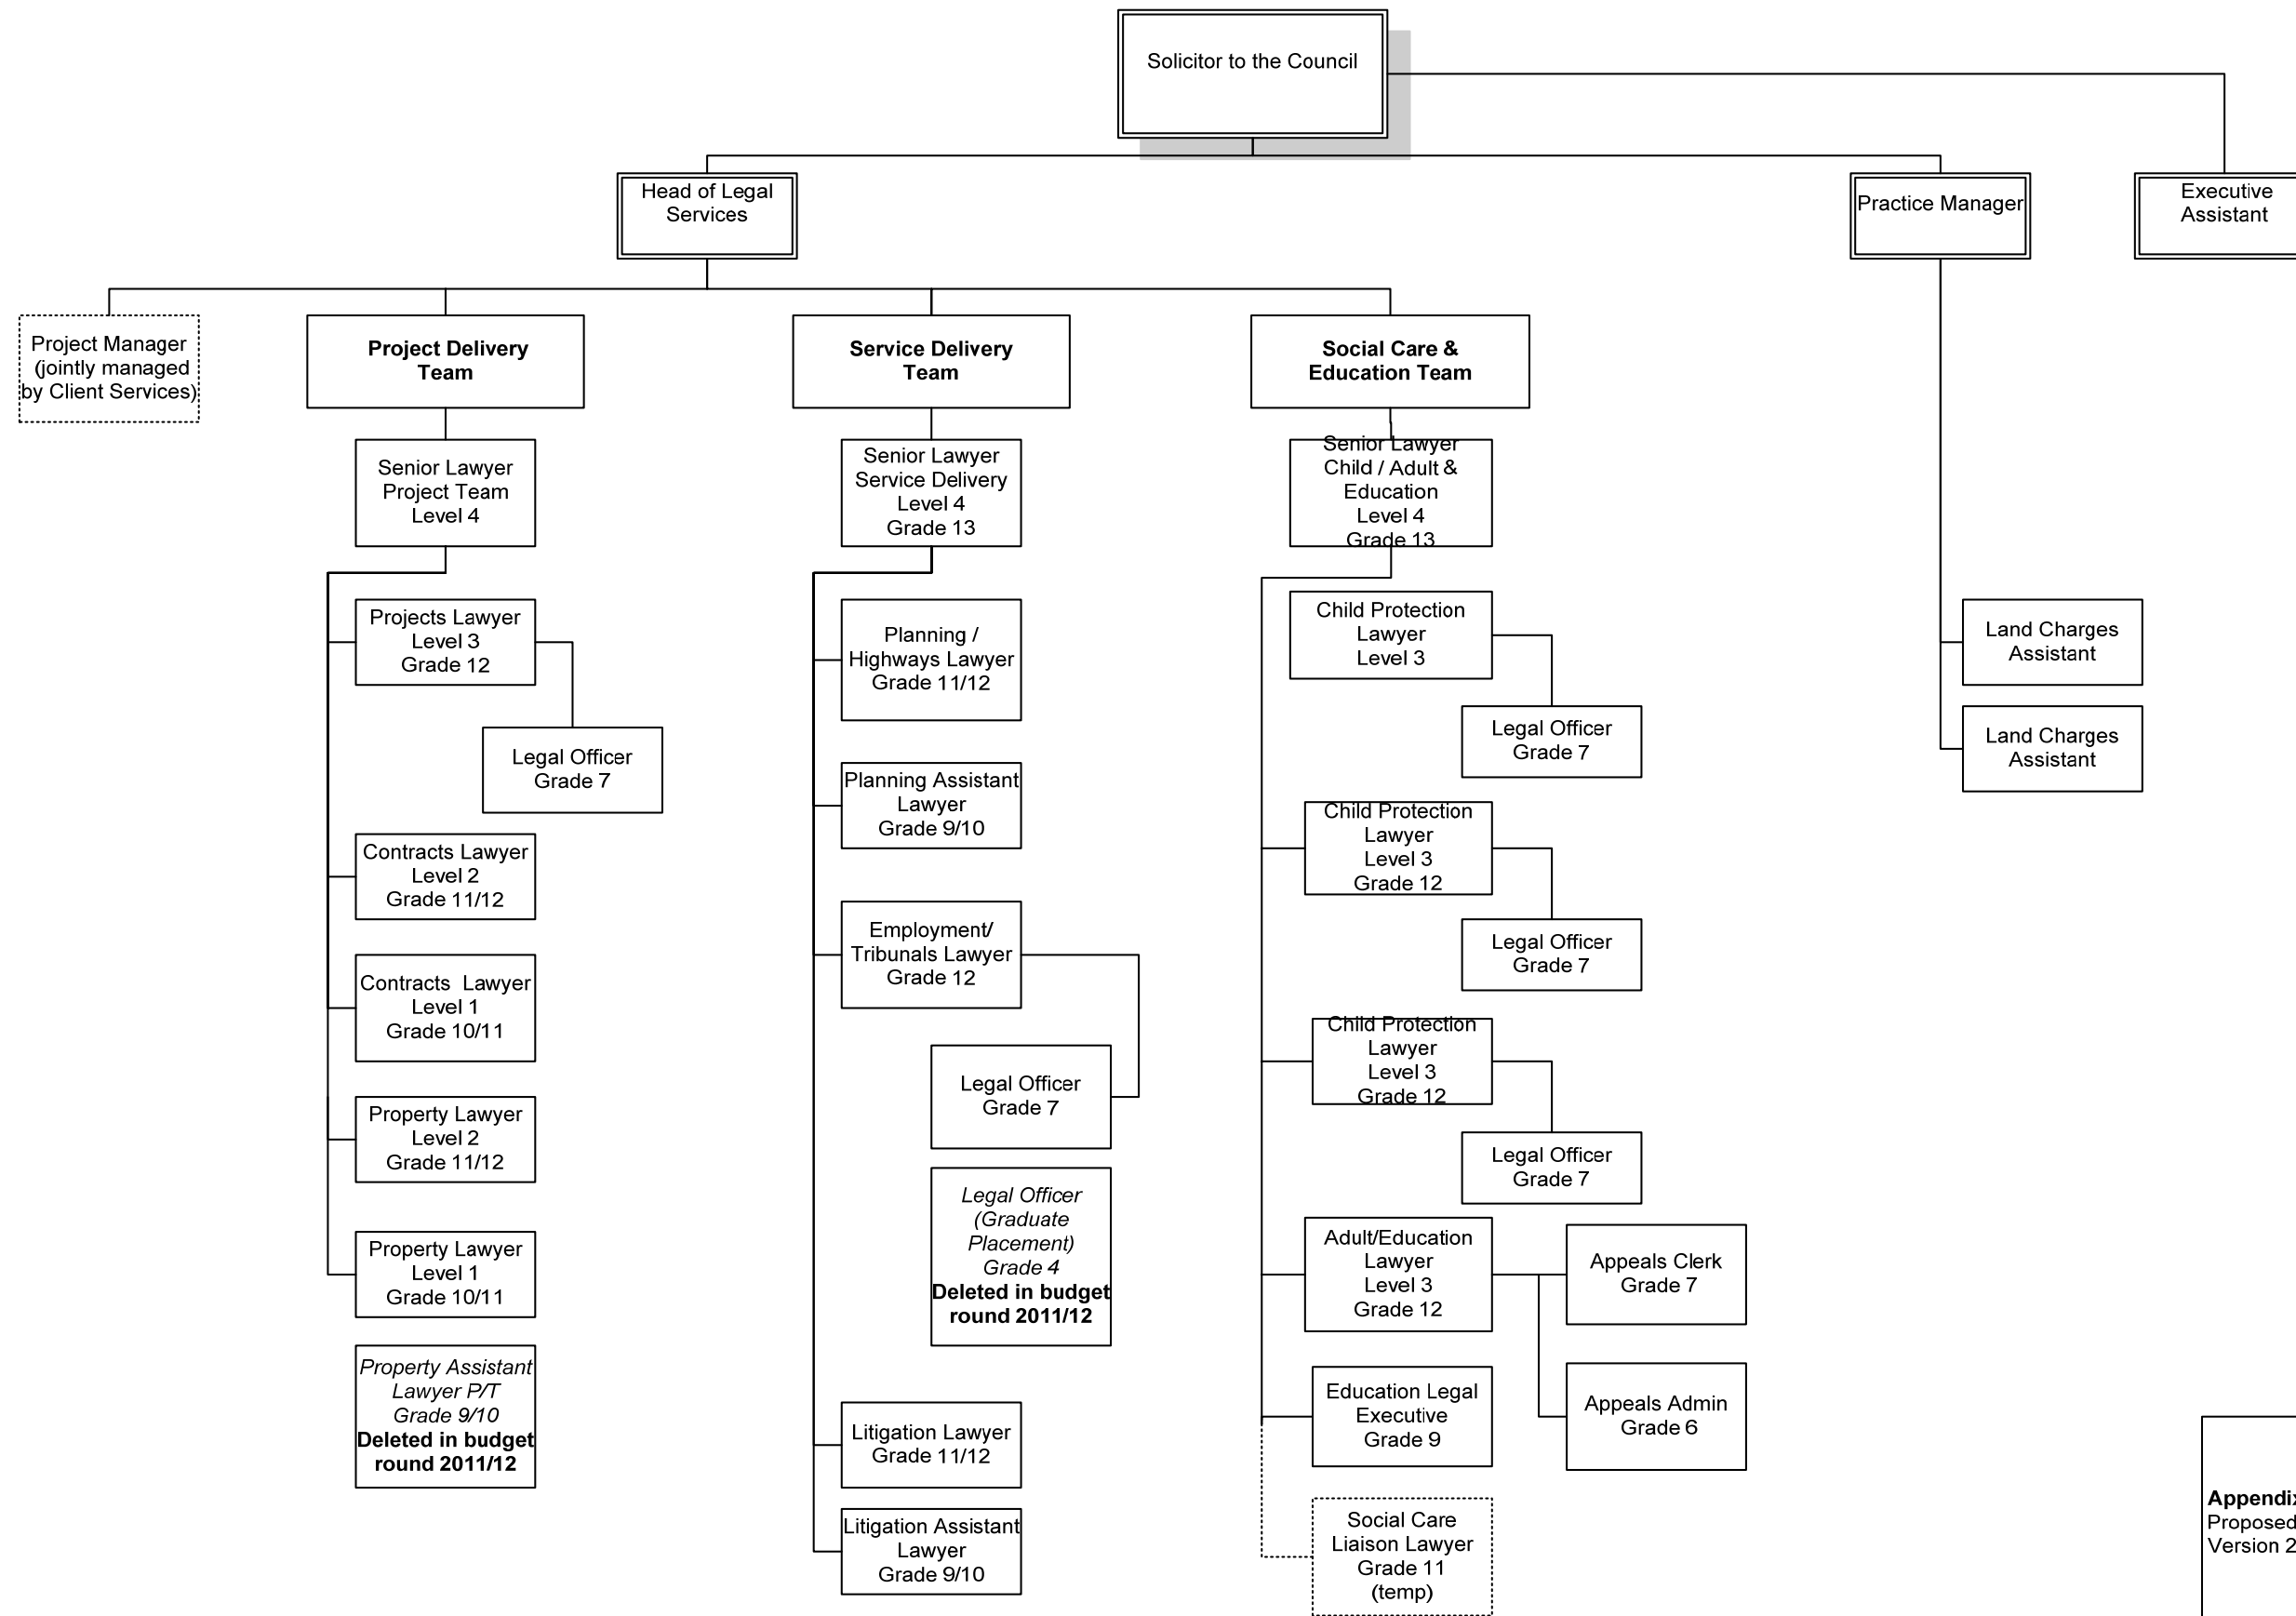 Solicitor to the Council
Head of Legal
Services
Practice Manager
Executive
Assistant
Project Manager
(jointly managed
by Client Services)
Project Delivery
Team
Service Delivery
Team
Social Care &
Education Team
Senior Lawyer
Project Team
Level 4
Senior Lawyer
Service Delivery
Level 4
Grade 13
Senior Lawyer
Child / Adult &
Education
Level 4
Grade 13
Projects Lawyer
Level 3
Grade 12
Legal Officer
Grade 7
Contracts Lawyer
Level 2
Grade 11/12
Contracts Lawyer
Level 1
Grade 10/11
Property Lawyer
Level 2
Grade 11/12
Property Lawyer
Level 1
Grade 10/11
Property Assistant
Lawyer P/T
Grade 9/10
Deleted in budget
round 2011/12
Planning /
Highways Lawyer
Grade 11/12
Planning Assistant
Lawyer
Grade 9/10
Employment/
Tribunals Lawyer
Grade 12
Legal Officer
Grade 7
Legal Officer
(Graduate
Placement)
Grade 4
Deleted in budget
round 2011/12
Litigation Lawyer
Grade 11/12
Litigation Assistant
Lawyer
Grade 9/10
Child Protection
Lawyer
Level 3
Legal Officer
Grade 7
Child Protection
Lawyer
Level 3
Grade 12
Legal Officer
Grade 7
Child Protection
Lawyer
Level 3
Grade 12
Legal Officer
Grade 7
Adult/Education
Lawyer
Level 3
Grade 12
Appeals Clerk
Grade 7
Appeals Admin
Grade 6
Education Legal
Executive
Grade 9
Social Care
Liaison Lawyer
Grade 11
(temp)
Land Charges
Assistant
Land Charges
Assistant
Appendix
Proposed
Version 2